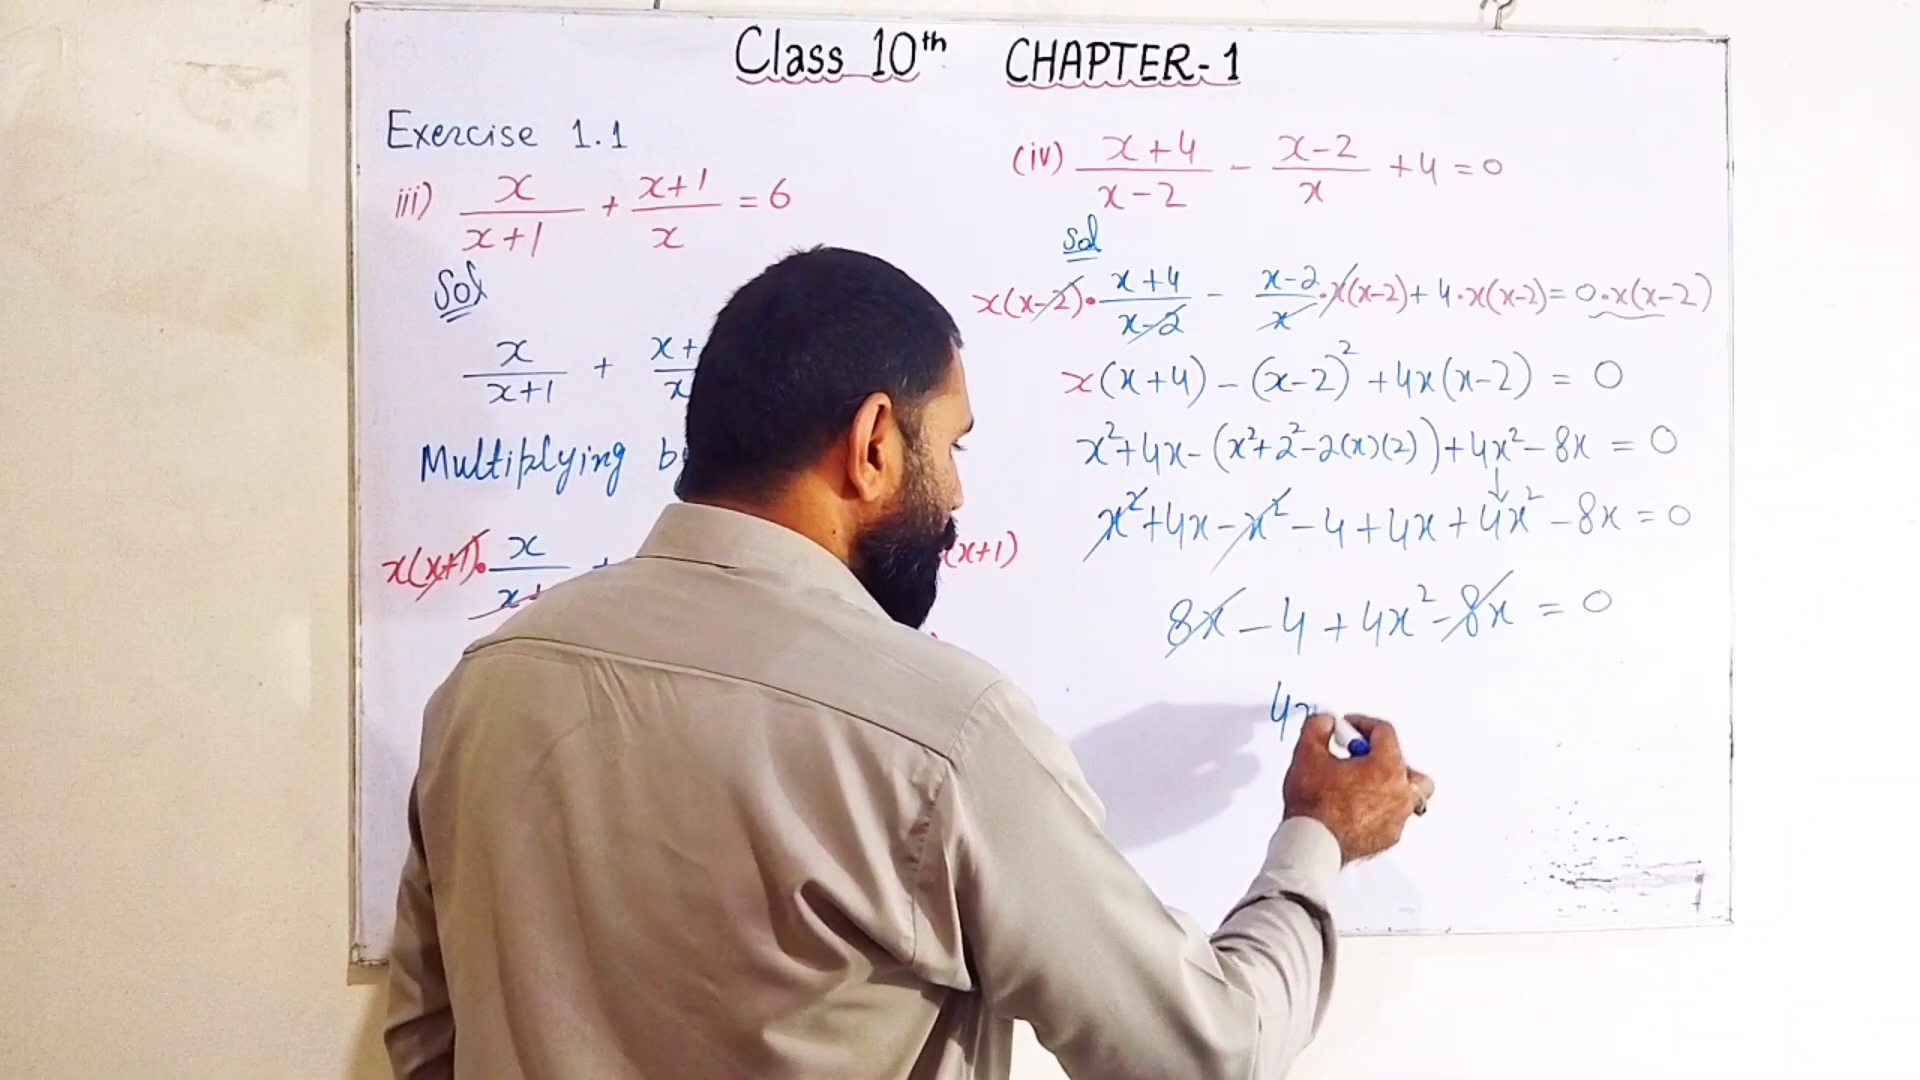 Class 10th CHAPTER-1
Exercise 1.1
iii) x/(x+1) + (x+1)/x = 6
Sol
x/(x+1) +
Multiplying
x(x+1)· x/
(x+1)
(iv) (x+4)/(x-2) - (x-2)/x + 4 = 0
Sol
x(x-2)· (x+4)/(x-2) - (x-2)/x ·x(x-2) + 4·x(x-2) = 0·x(x-2)
x(x+4) - (x-2)² + 4x(x-2) = 0
x²+4x-(x²+2²-2(x)(2))+4x²-8x = 0
x²+4x-x²-4+4x+4x²-8x = 0
8x-4+4x²-8x = 0